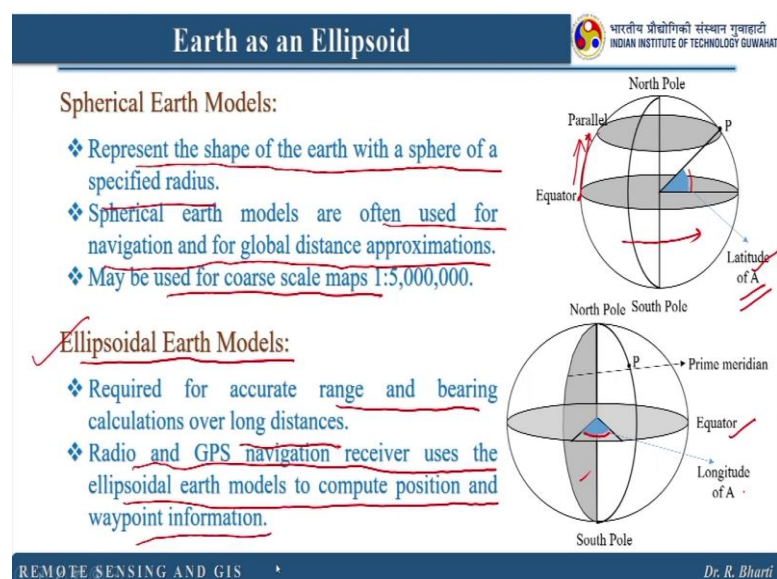 Earth as an Ellipsoid
भारतीय प्रौद्योगिकी संस्थान गुवाहाटी
INDIAN INSTITUTE OF TECHNOLOGY GUWAHAT
Spherical Earth Models:
❖ Represent the shape of the earth with a sphere of a
specified radius.
❖ Spherical earth models are often used for
navigation and for global distance approximations.
❖ May be used for coarse scale maps 1:5,000,000.
Ellipsoidal Earth Models:
❖ Required for accurate range and bearing
calculations over long distances.
❖ Radio and GPS navigation receiver uses the
ellipsoidal earth models to compute position and
waypoint information.
North Pole
Parallel
P
Equator
Latitude
of A
South Pole
North Pole
P
Prime meridian
Equator
Longitude
of A
South Pole
REMOTE SENSING AND GIS
Dr. R. Bharti